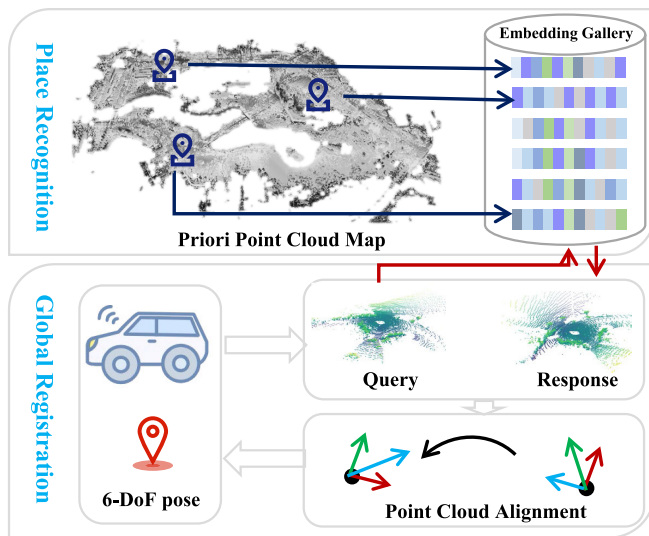 Place Recognition
Embedding Gallery
Priori Point Cloud Map
Global Registration
Query
Response
6-DoF pose
Point Cloud Alignment